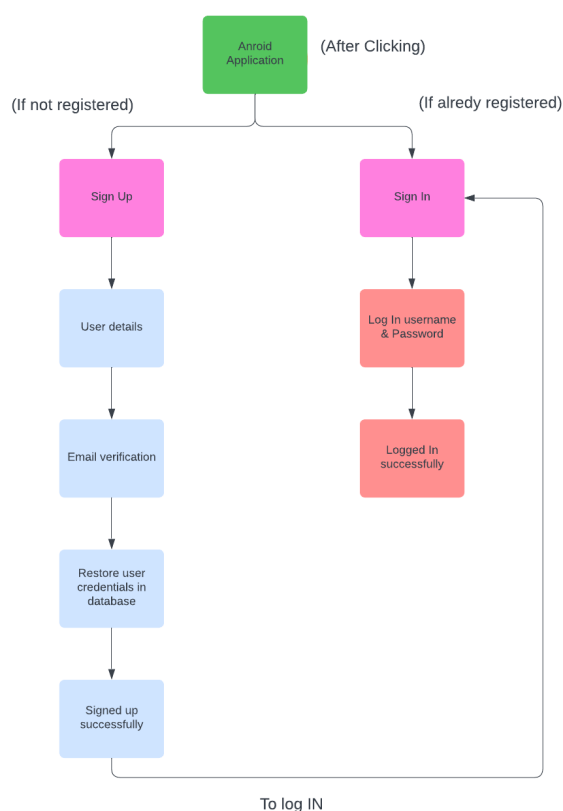 Anroid
Application
(After Clicking)
(If not registered)
(If alredy registered)
Sign Up
Sign In
User details
Log In username
& Password
Email verification
Logged In
successfully
Restore user
credentials in
database
Signed up
successfully
To log IN